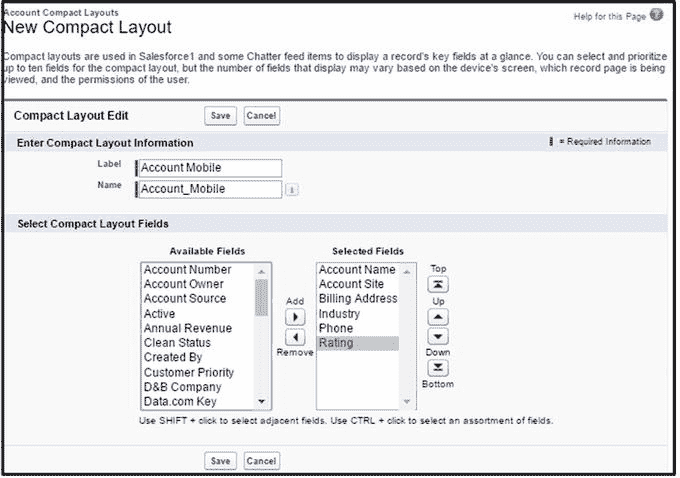 Account Compact Layouts
New Compact Layout
Help for this Page
Compact layouts are used in Salesforce1 and some Chatter feed items to display a record's key fields at a glance. You can select and prioritize
up to ten fields for the compact layout, but the number of fields that display may vary based on the device's screen, which record page is being
viewed, and the permissions of the user.
Compact Layout Edit
Save
Cancel
Enter Compact Layout Information
= Required Information
Label
Account Mobile
Name
Account_Mobile
i
Select Compact Layout Fields
Available Fields
Account Number
Account Owner
Account Source
Active
Annual Revenue
Clean Status
Created By
Customer Priority
D&B Company
Data.com Key
Add
Remove
Selected Fields
Account Name
Account Site
Billing Address
Industry
Phone
Rating
Top
Up
Down
Bottom
Use SHIFT + click to select adjacent fields. Use CTRL + click to select an assortment of fields.
Save
Cancel